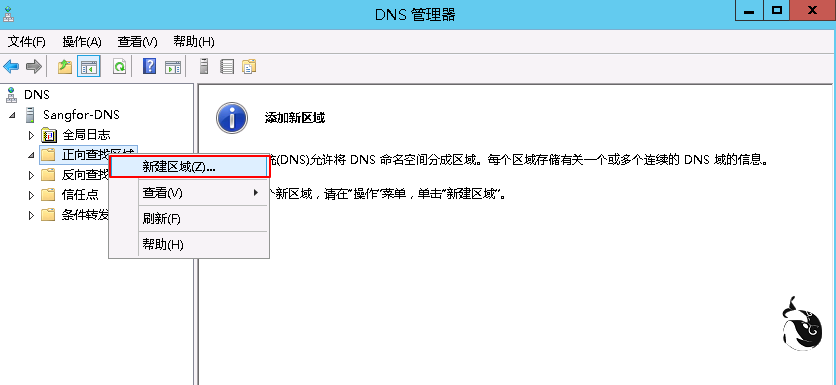 DNS 管理器
文件(F) 操作(A) 查看(V) 帮助(H)
DNS
Sangfor-DNS
全局日志
正向查找区域
反向查找
信任点
条件转发
新建区域(Z)...
查看(V)
刷新(F)
帮助(H)
添加新区域
(DNS)允许将 DNS 命名空间分成区域。每个区域存储有关一个或多个连续的 DNS 域的信息。
个新区域，请在"操作"菜单，单击"新建区域"。